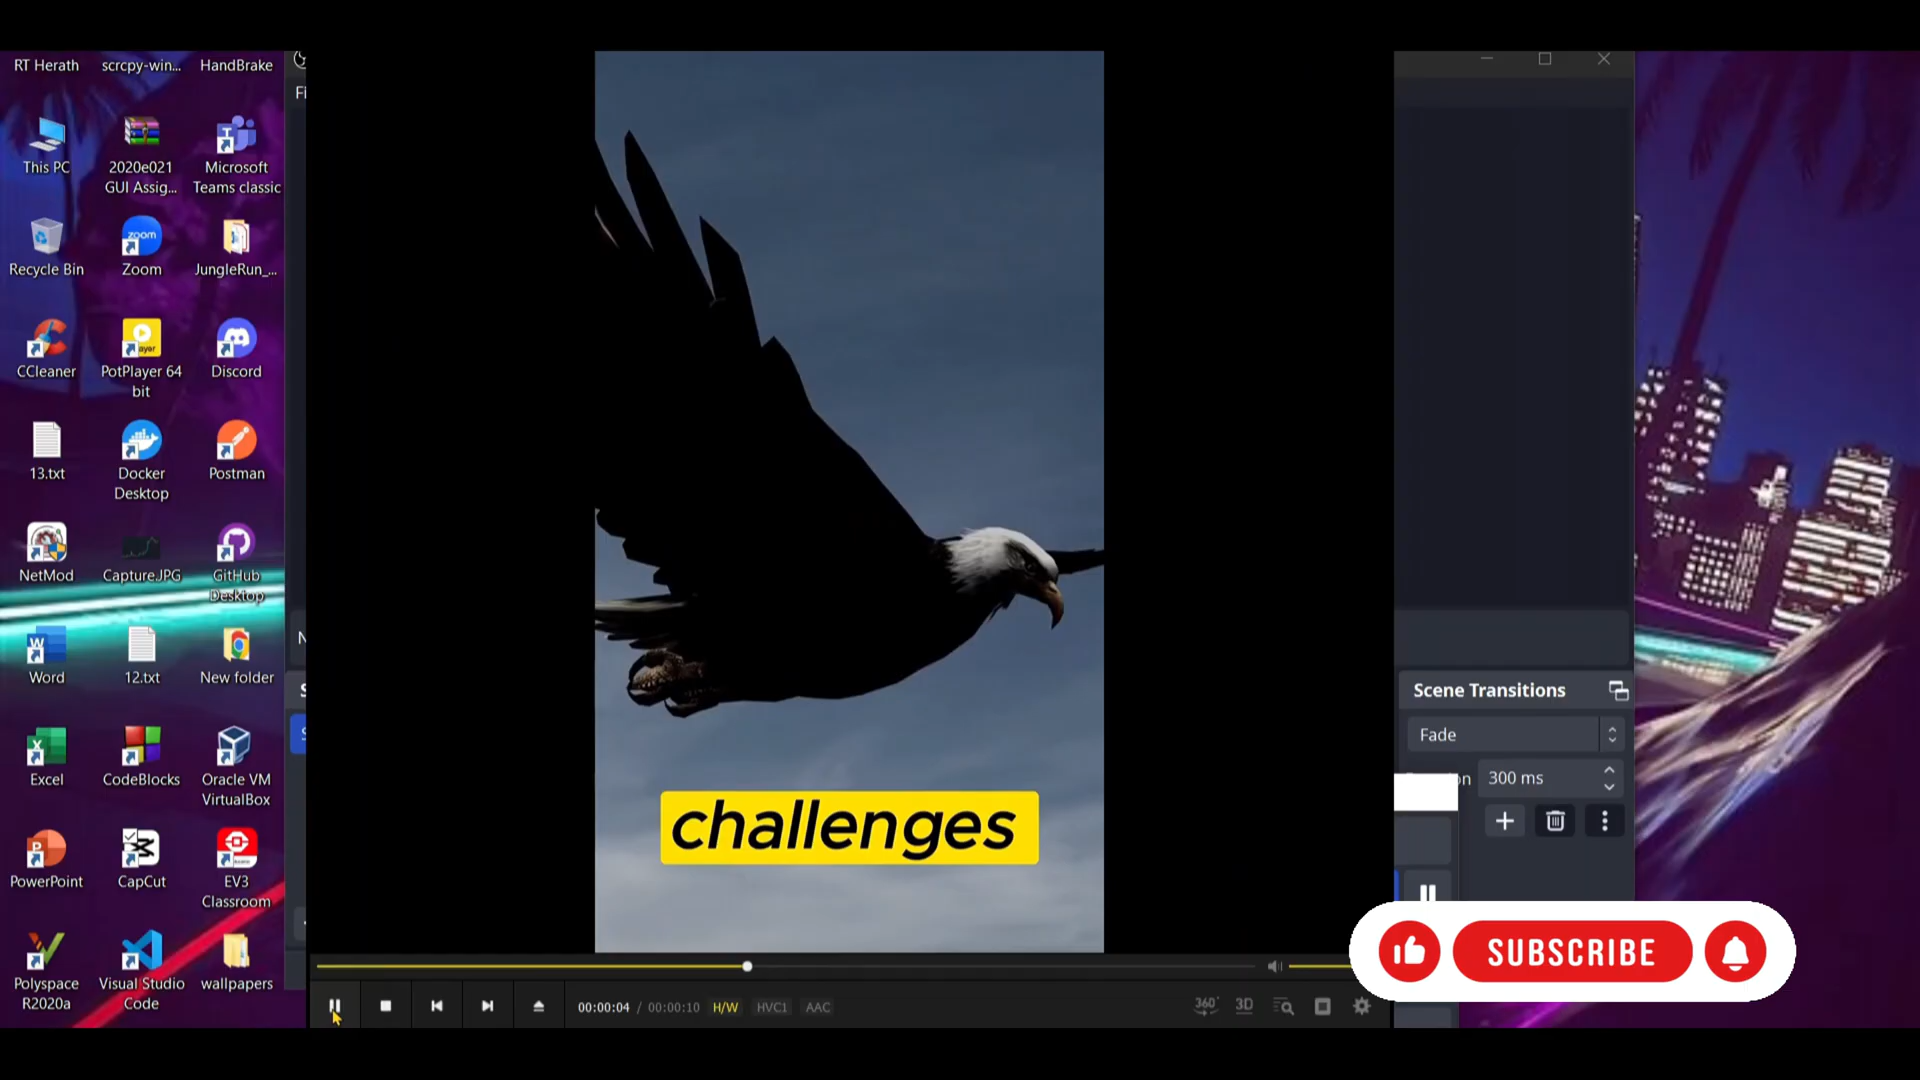 RT Herath
scrcpy-win...
HandBrake
Fi
This PC
2020e021
GUI Assig...
Microsoft
Teams classic
Recycle Bin
zoom
Zoom
JungleRun_...
CCleaner
PotPlayer 64
bit
Discord
13.txt
Docker
Desktop
Postman
NetMod
Capture.JPG
GitHub
Desktop
Word
12.txt
New folder
Excel
CodeBlocks
Oracle VM
VirtualBox
PowerPoint
CapCut
EV3
Classroom
Polyspace
R2020a
Visual Studio
Code
wallpapers
challenges
00:00:04 / 00:00:10 H/W HVC1 AAC
360°
3D
Scene Transitions
Fade
300 ms
SUBSCRIBE